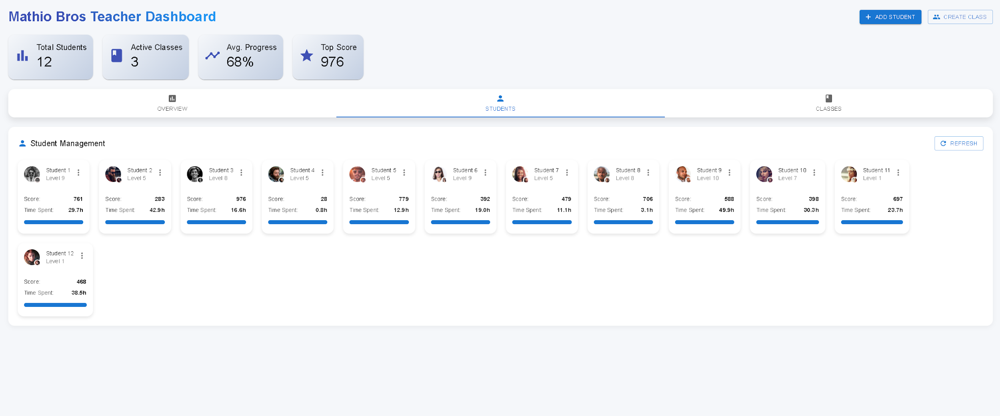 Mathio Bros Teacher Dashboard
ADD STUDENT
CREATE CLASS
Total Students
12
Active Classes
3
Avg. Progress
68%
Top Score
976
OVERVIEW
STUDENTS
CLASSES
Student Management
REFRESH
Student 1
Level 9
Score: 761
Time Spent: 29.7h
Student 2
Level 5
Score: 283
Time Spent: 42.9h
Student 3
Level 8
Score: 976
Time Spent: 16.6h
Student 4
Level 5
Score: 28
Time Spent: 0.8h
Student 5
Level 5
Score: 779
Time Spent: 12.9h
Student 6
Level 9
Score: 392
Time Spent: 19.0h
Student 7
Level 5
Score: 479
Time Spent: 11.1h
Student 8
Level 8
Score: 706
Time Spent: 3.1h
Student 9
Level 10
Score: 588
Time Spent: 49.9h
Student 10
Level 7
Score: 398
Time Spent: 30.3h
Student 11
Level 1
Score: 697
Time Spent: 23.7h
Student 12
Level 1
Score: 468
Time Spent: 38.5h